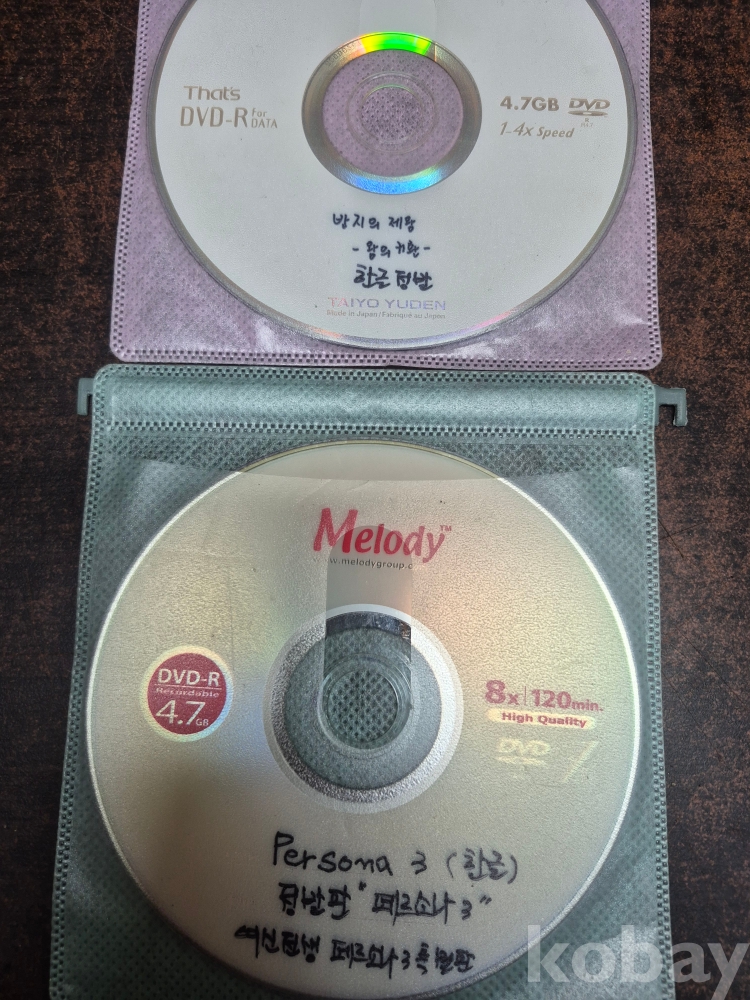 That's
DVD-R for DATA
4.7GB DVD
R
1-4x Speed
반지의 제왕
- 왕의 귀환 -
한글 정발
TAIYO YUDEN
Made in Japan / Fabriqué au Japon
Melody™
www.melodygroup.c
DVD-R
Recordable
4.7GB
8x 120min.
High Quality
DVD
Persona 3 (한글)
정발판 "페르소나 3"
여신전생 페르소나 3 특별판
kobay